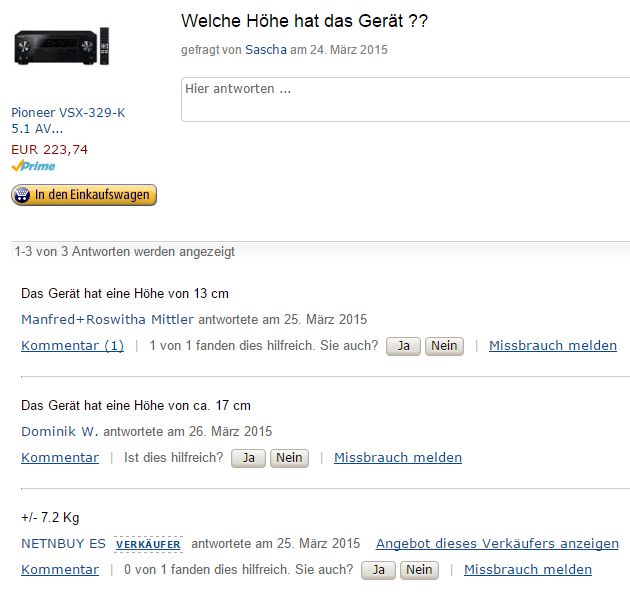 Welche Höhe hat das Gerät ??
gefragt von Sascha am 24. März 2015
Hier antworten ...
Pioneer VSX-329-K
5.1 AV...
EUR 223,74
Prime
In den Einkaufswagen
1-3 von 3 Antworten werden angezeigt
Das Gerät hat eine Höhe von 13 cm
Manfred+Roswitha Mittler antwortete am 25. März 2015
Kommentar (1) | 1 von 1 fanden dies hilfreich. Sie auch? Ja Nein | Missbrauch melden
Das Gerät hat eine Höhe von ca. 17 cm
Dominik W. antwortete am 26. März 2015
Kommentar | Ist dies hilfreich? Ja Nein | Missbrauch melden
+/- 7.2 Kg
NETNBUY ES VERKÄUFER antwortete am 25. März 2015 Angebot dieses Verkäufers anzeigen
Kommentar | 0 von 1 fanden dies hilfreich. Sie auch? Ja Nein | Missbrauch melden